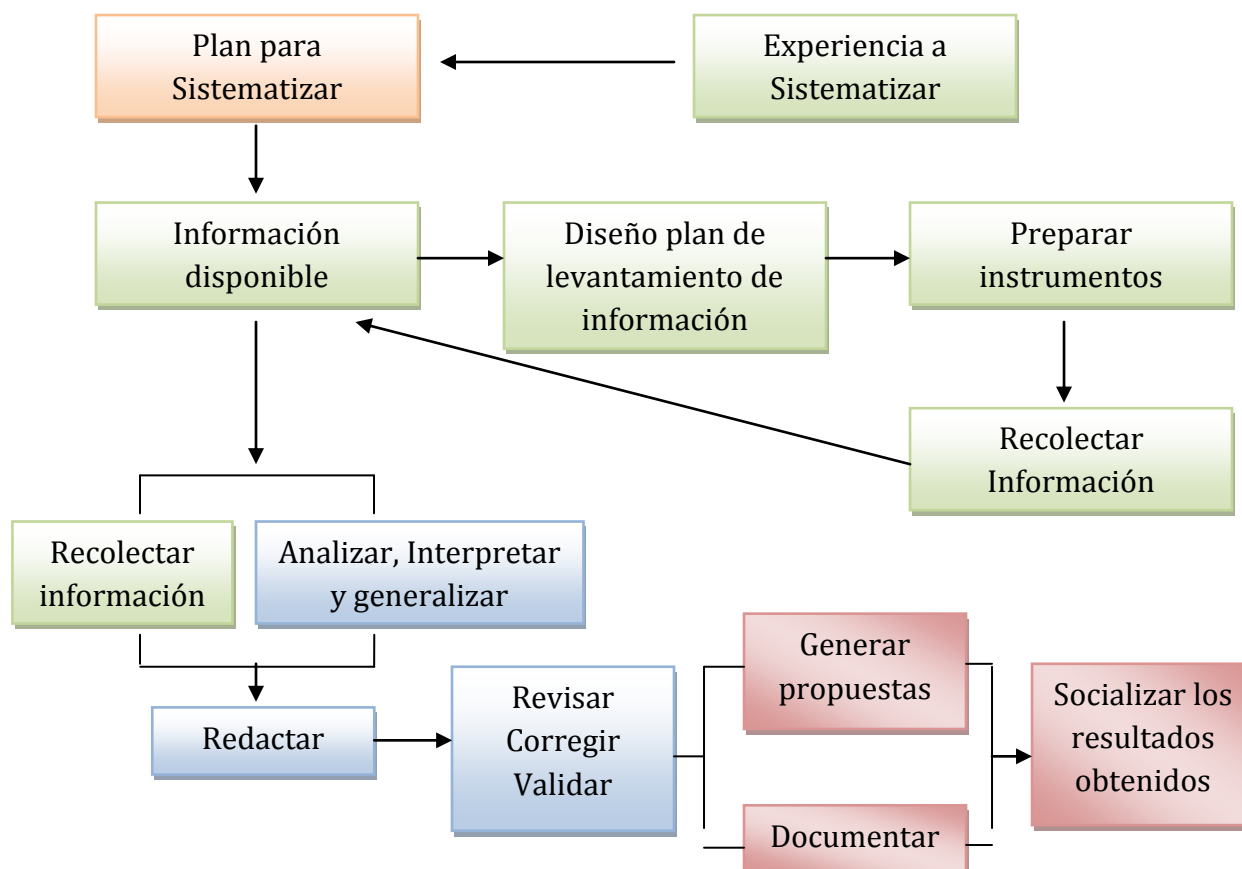 Plan para
Sistematizar
Experiencia a
Sistematizar
Información
disponible
Diseño plan de
levantamiento de
información
Preparar
instrumentos
Recolectar
Información
Recolectar
información
Analizar, Interpretar
y generalizar
Redactar
Revisar
Corregir
Validar
Generar
propuestas
Documentar
Socializar los
resultados
obtenidos